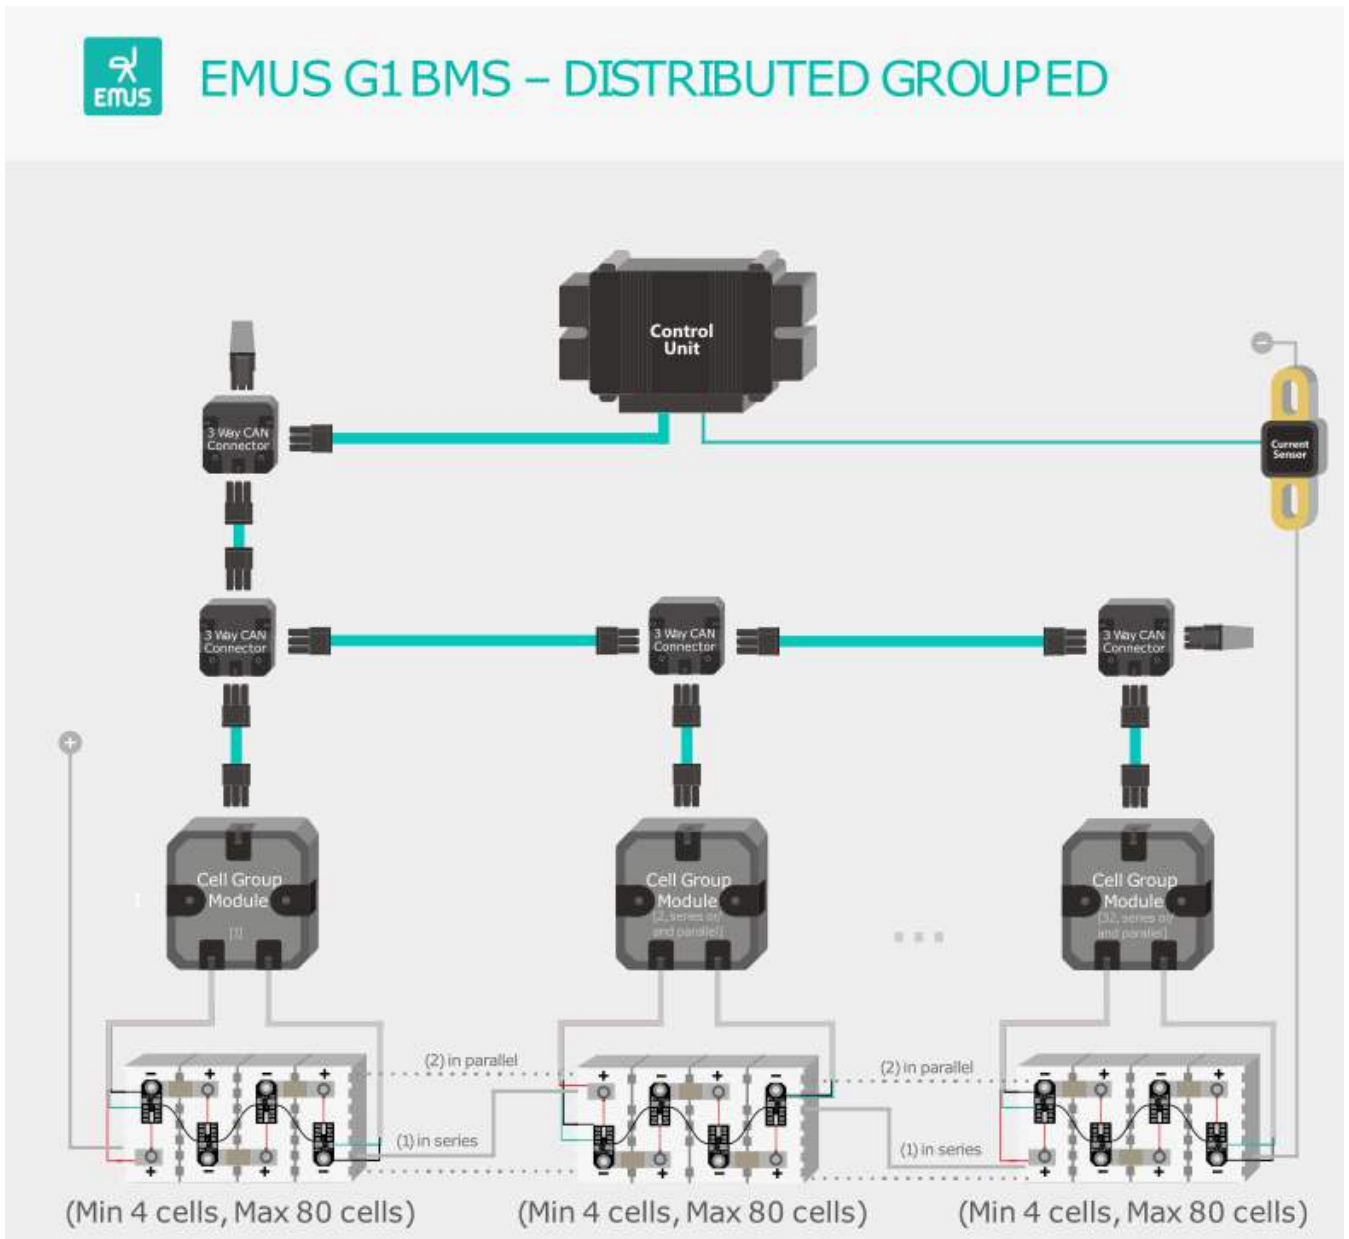 EMUS
EMUS G1 BMS – DISTRIBUTED GROUPED
Control
Unit
−
3 Way CAN
Connector
Current
Sensor
3 Way CAN
Connector
3 Way CAN
Connector
3 Way CAN
Connector
+
Cell Group
Module
[1]
Cell Group
Module
[2, series or/
and parallel]
...
Cell Group
Module
[32, series or/
and parallel]
(2) in parallel
(2) in parallel
− + − +
+ − + −
− + − +
(1) in series
(1) in series
+ − + −
− + − +
+ − + −
(Min 4 cells, Max 80 cells)
(Min 4 cells, Max 80 cells)
(Min 4 cells, Max 80 cells)